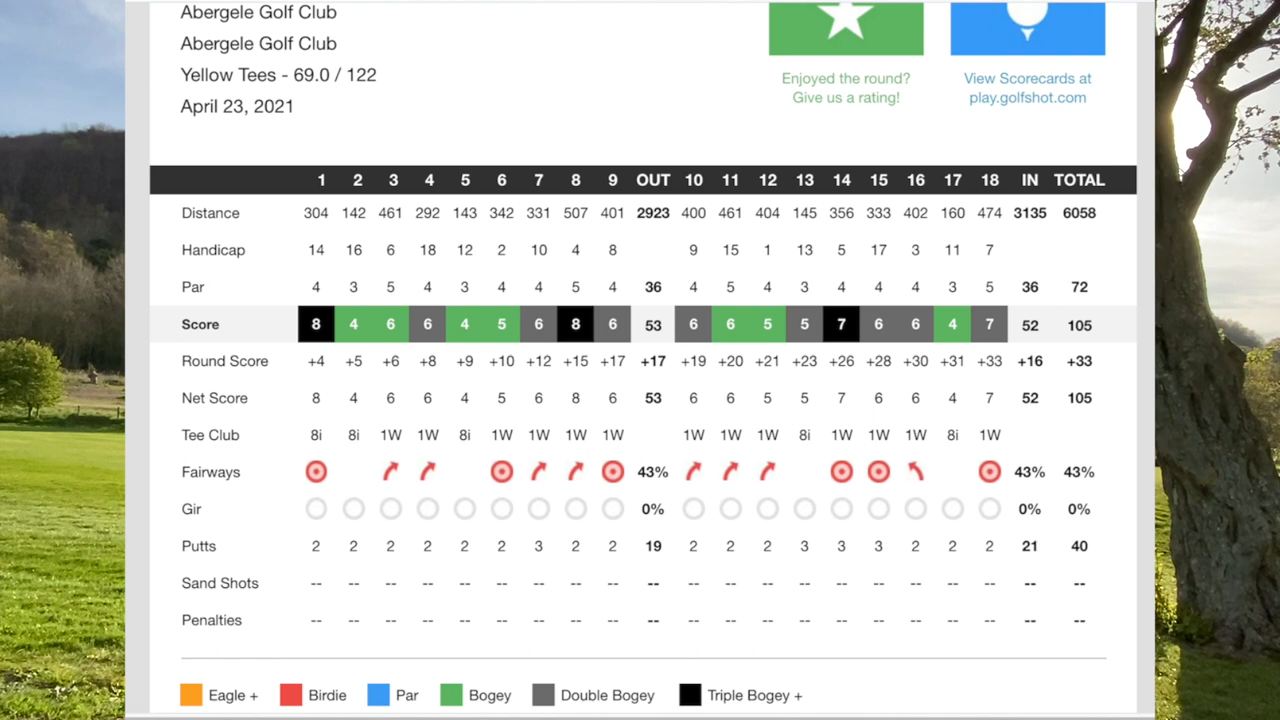 Abergele Golf Club
Abergele Golf Club
Yellow Tees - 69.0 / 122
April 23, 2021
Enjoyed the round?
Give us a rating!
View Scorecards at
play.golfshot.com
1 2 3 4 5 6 7 8 9 OUT 10 11 12 13 14 15 16 17 18 IN TOTAL
Distance 304 142 461 292 143 342 331 507 401 2923 400 461 404 145 356 333 402 160 474 3135 6058
Handicap 14 16 6 18 12 2 10 4 8 9 15 1 13 5 17 3 11 7
Par 4 3 5 4 3 4 4 5 4 36 4 5 4 3 4 4 4 3 5 36 72
Score 8 4 6 6 4 5 6 8 6 53 6 6 5 5 7 6 6 4 7 52 105
Round Score +4 +5 +6 +8 +9 +10 +12 +15 +17 +17 +19 +20 +21 +23 +26 +28 +30 +31 +33 +16 +33
Net Score 8 4 6 6 4 5 6 8 6 53 6 6 5 5 7 6 6 4 7 52 105
Tee Club 8i 8i 1W 1W 8i 1W 1W 1W 1W 1W 1W 1W 8i 1W 1W 1W 8i 1W
Fairways 43% 43% 43%
Gir 0% 0% 0%
Putts 2 2 2 2 2 2 3 2 2 19 2 2 2 3 3 3 2 2 2 21 40
Sand Shots -- -- -- -- -- -- -- -- -- -- -- -- -- -- -- -- -- -- -- -- --
Penalties -- -- -- -- -- -- -- -- -- -- -- -- -- -- -- -- -- -- -- -- --
Eagle + Birdie Par Bogey Double Bogey Triple Bogey +